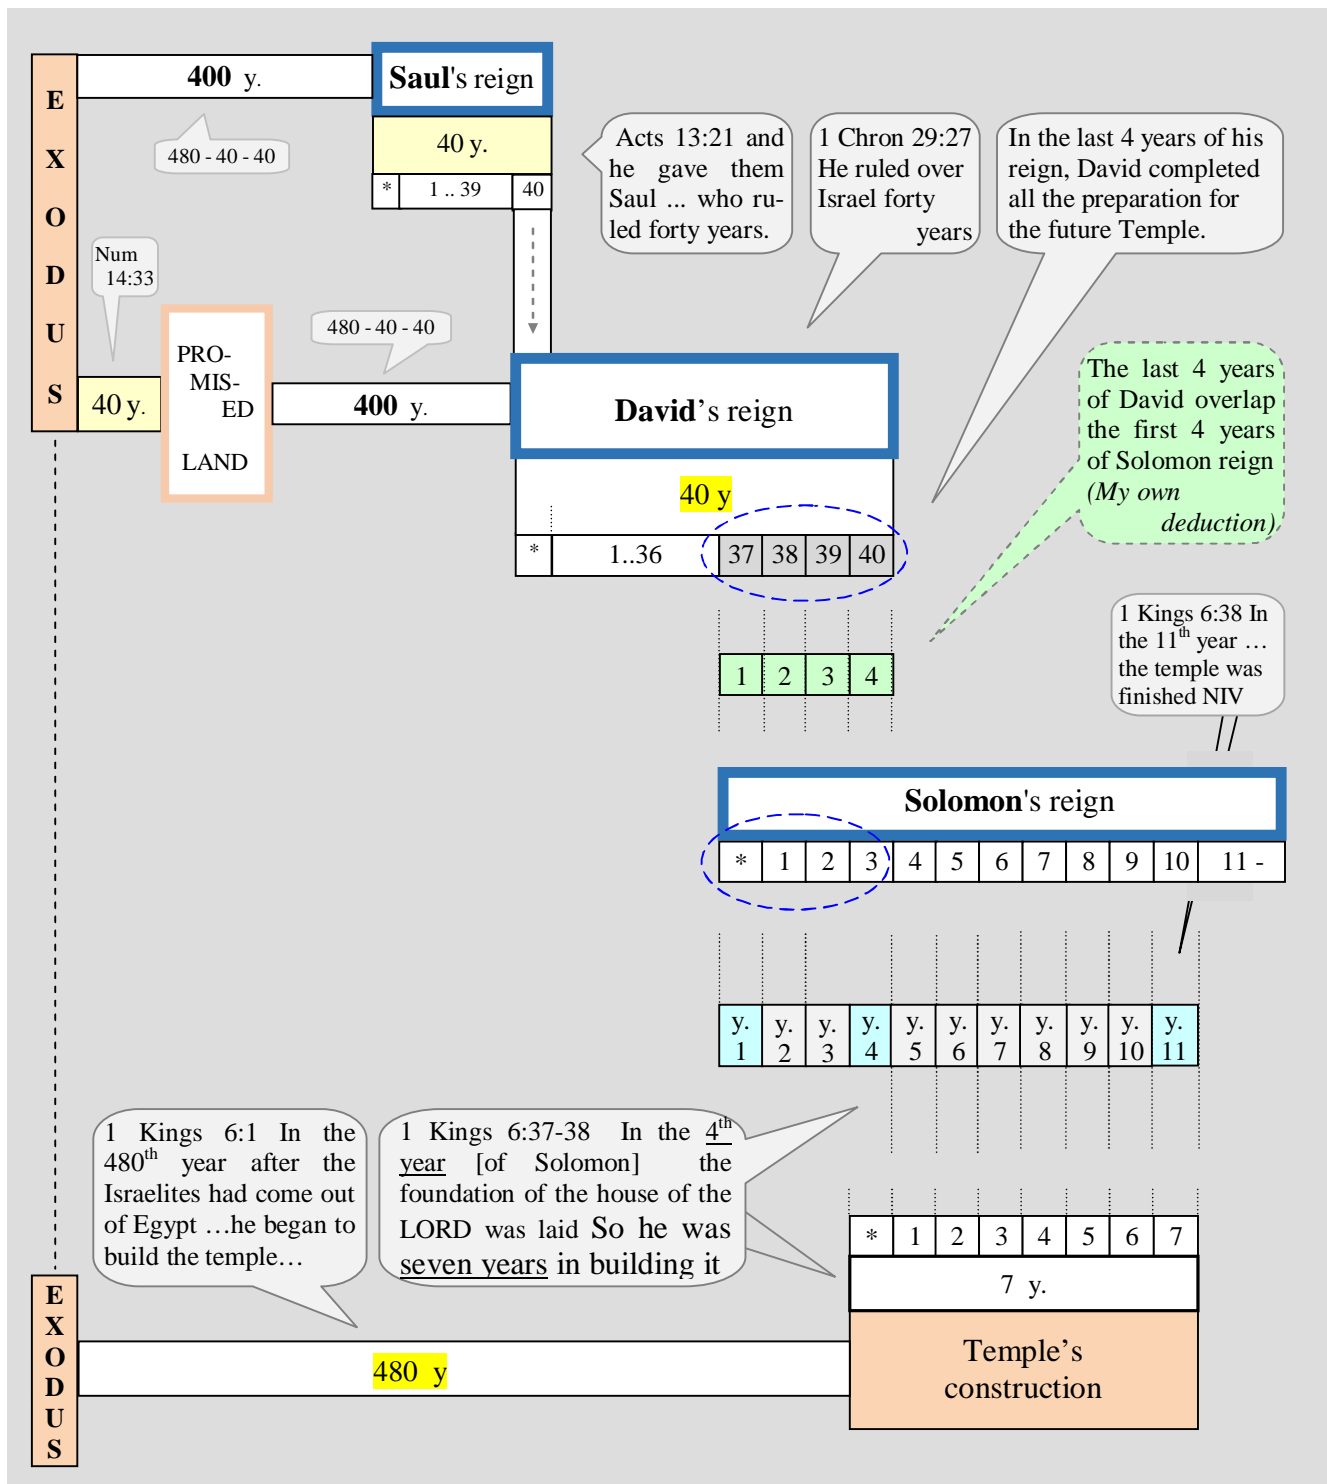 400 y.
Saul's reign
E
X
O
D
U
S
480 - 40 - 40
40 y.
* 1 .. 39 40
Acts 13:21 and
he gave them
Saul ... who ru-
led forty years.
1 Chron 29:27
He ruled over
Israel forty
years
In the last 4 years of his
reign, David completed
all the preparation for
the future Temple.
Num
14:33
40 y.
PRO-
MIS-
ED
LAND
480 - 40 - 40
400 y.
David's reign
40 y
* 1..36 37 38 39 40
The last 4 years
of David overlap
the first 4 years
of Solomon reign
(My own
deduction)
1 2 3 4
1 Kings 6:38 In
the 11th year …
the temple was
finished NIV
Solomon's reign
* 1 2 3 4 5 6 7 8 9 10 11 -
y. y. y. y. y. y. y. y. y. y. y.
1 2 3 4 5 6 7 8 9 10 11
1 Kings 6:1 In the
480th year after the
Israelites had come out
of Egypt …he began to
build the temple…
1 Kings 6:37-38 In the 4th
year [of Solomon] the
foundation of the house of the
LORD was laid So he was
seven years in building it
* 1 2 3 4 5 6 7
7 y.
E
X
O
D
U
S
480 y
Temple's
construction